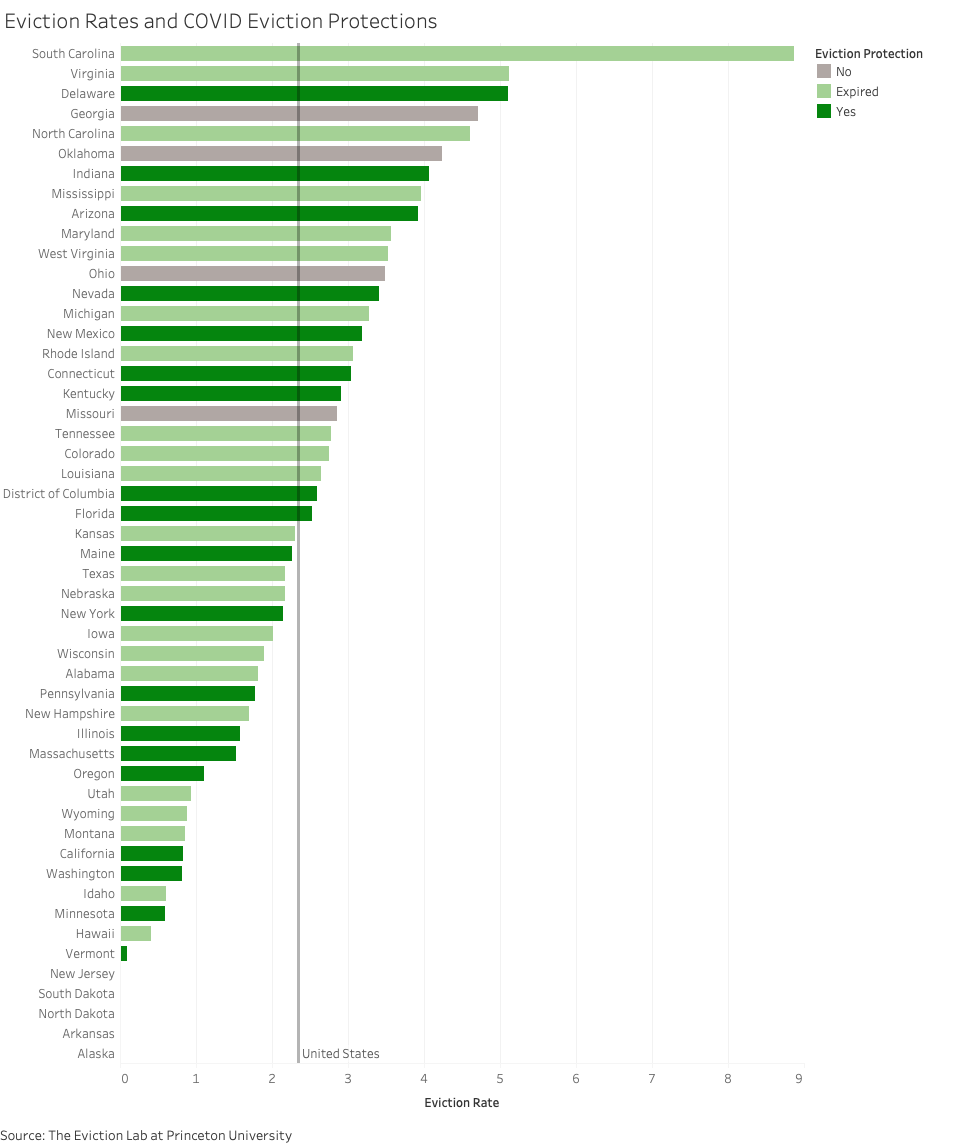 Eviction Rates and COVID Eviction Protections
South Carolina
Virginia
Delaware
Georgia
North Carolina
Oklahoma
Indiana
Mississippi
Arizona
Maryland
West Virginia
Ohio
Nevada
Michigan
New Mexico
Rhode Island
Connecticut
Kentucky
Missouri
Tennessee
Colorado
Louisiana
District of Columbia
Florida
Kansas
Maine
Texas
Nebraska
New York
Iowa
Wisconsin
Alabama
Pennsylvania
New Hampshire
Illinois
Massachusetts
Oregon
Utah
Wyoming
Montana
California
Washington
Idaho
Minnesota
Hawaii
Vermont
New Jersey
South Dakota
North Dakota
Arkansas
Alaska
United States
0 1 2 3 4 5 6 7 8 9
Eviction Rate
Eviction Protection
No
Expired
Yes
Source: The Eviction Lab at Princeton University